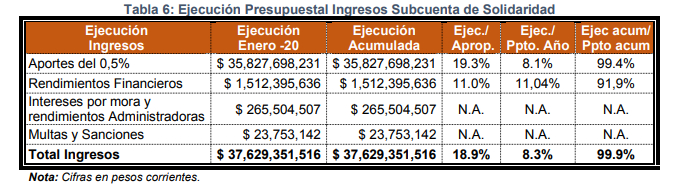 Tabla 6: Ejecución Presupuestal Ingresos Subcuenta de Solidaridad
Ejecución Ingresos Ejecución Enero -20 Ejecución Acumulada Ejec./ Aprop. Ejec./ Ppto. Año Ejec acum/ Ppto acum
Aportes del 0,5% $ 35,827,698,231 $ 35,827,698,231 19.3% 8.1% 99.4%
Rendimientos Financieros $ 1,512,395,636 $ 1,512,395,636 11.0% 11,04% 91,9%
Intereses por mora y rendimientos Administradoras $ 265,504,507 $ 265,504,507 N.A. N.A. N.A.
Multas y Sanciones $ 23,753,142 $ 23,753,142 N.A. N.A. N.A.
Total Ingresos $ 37,629,351,516 $ 37,629,351,516 18.9% 8.3% 99.9%
Nota: Cifras en pesos corrientes.